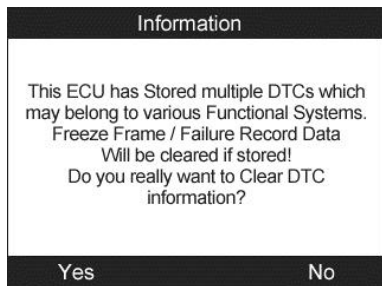 Information
This ECU has Stored multiple DTCs which
may belong to various Functional Systems.
Freeze Frame / Failure Record Data
Will be cleared if stored!
Do you really want to Clear DTC
information?
Yes No